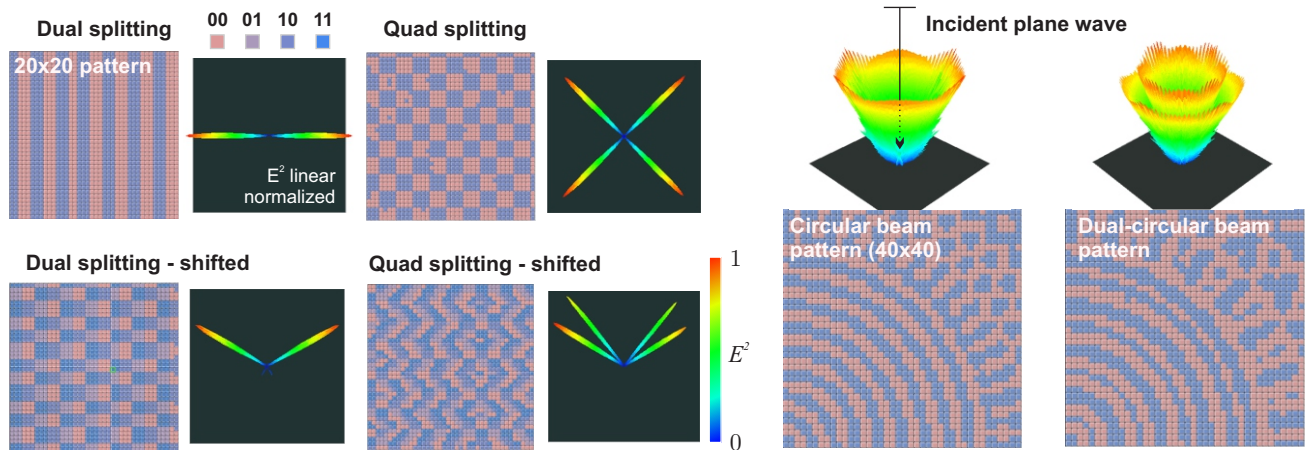 Dual splitting
00 01 10 11
Quad splitting
Incident plane wave
20x20 pattern
E² linear
normalized
Circular beam
pattern (40x40)
Dual-circular beam
pattern
Dual splitting - shifted
Quad splitting - shifted
1
E²
0